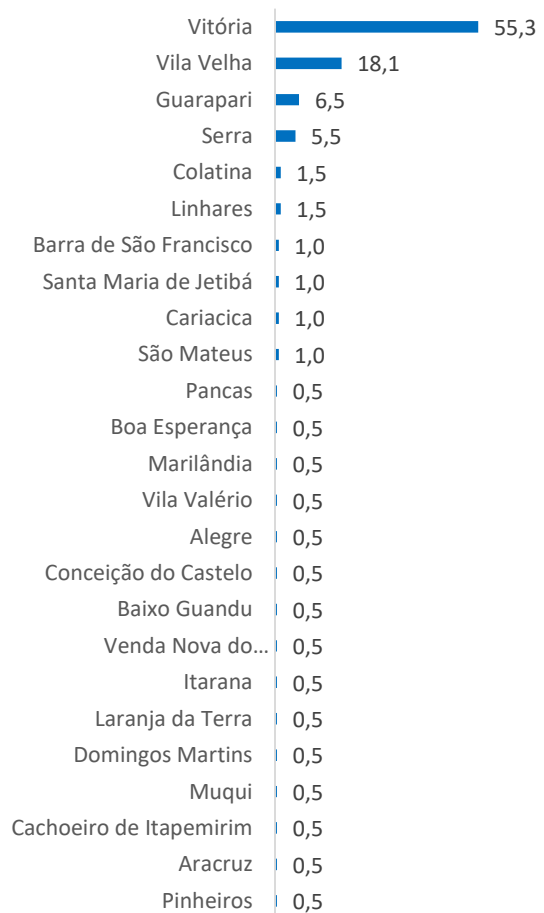 Vitória 55,3
Vila Velha 18,1
Guarapari 6,5
Serra 5,5
Colatina 1,5
Linhares 1,5
Barra de São Francisco 1,0
Santa Maria de Jetibá 1,0
Cariacica 1,0
São Mateus 1,0
Pancas 0,5
Boa Esperança 0,5
Marilândia 0,5
Vila Valério 0,5
Alegre 0,5
Conceição do Castelo 0,5
Baixo Guandu 0,5
Venda Nova do... 0,5
Itarana 0,5
Laranja da Terra 0,5
Domingos Martins 0,5
Muqui 0,5
Cachoeiro de Itapemirim 0,5
Aracruz 0,5
Pinheiros 0,5